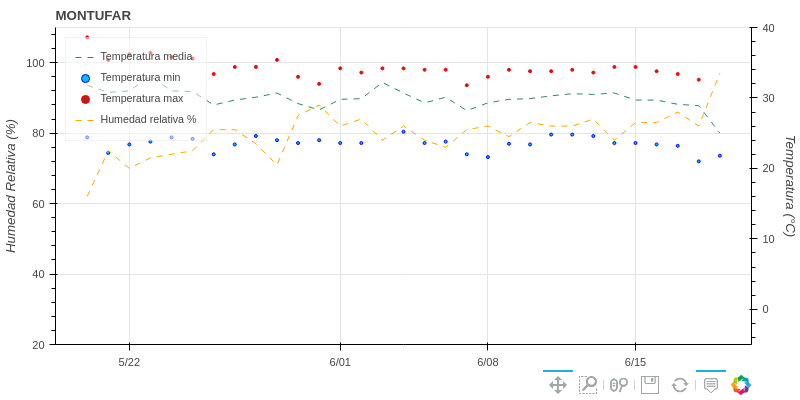 MONTUFAR
Temperatura media
Temperatura min
Temperatura max
Humedad relativa %
Humedad Relativa (%)
100
80
60
40
20
40
30
20
10
0
Temperatura (°C)
5/22
6/01
6/08
6/15